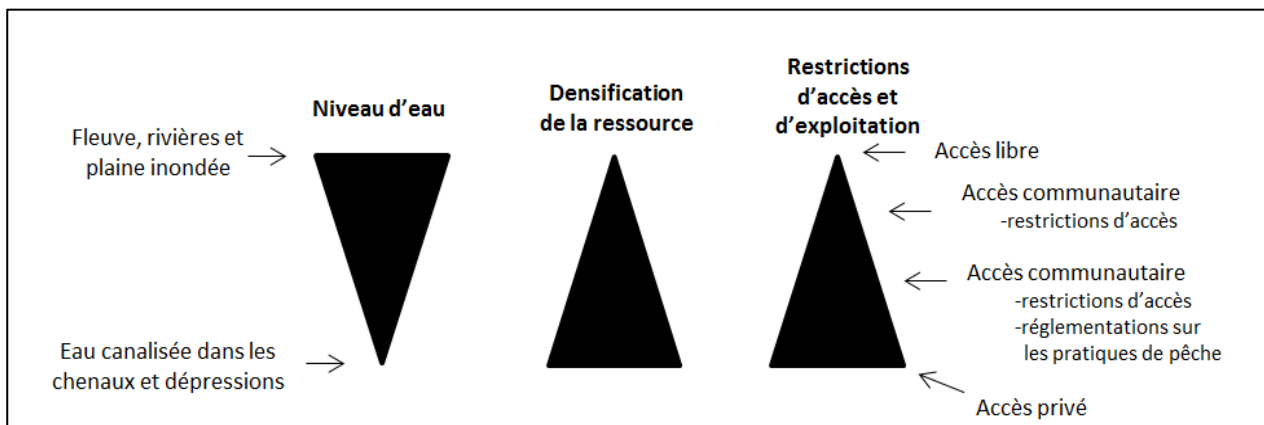 Niveau d'eau
Densification
de la ressource
Restrictions
d'accès et
d'exploitation
Fleuve, rivières et
plaine inondée
Eau canalisée dans les
chenaux et dépressions
Accès libre
Accès communautaire
-restrictions d'accès
Accès communautaire
-restrictions d'accès
-réglementations sur
les pratiques de pêche
Accès privé